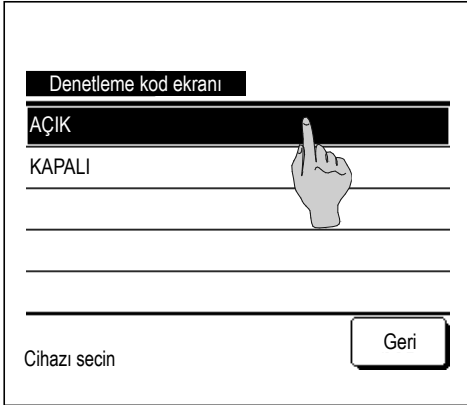 Denetleme kod ekranı
AÇIK
KAPALI
Geri
Cihazı secin